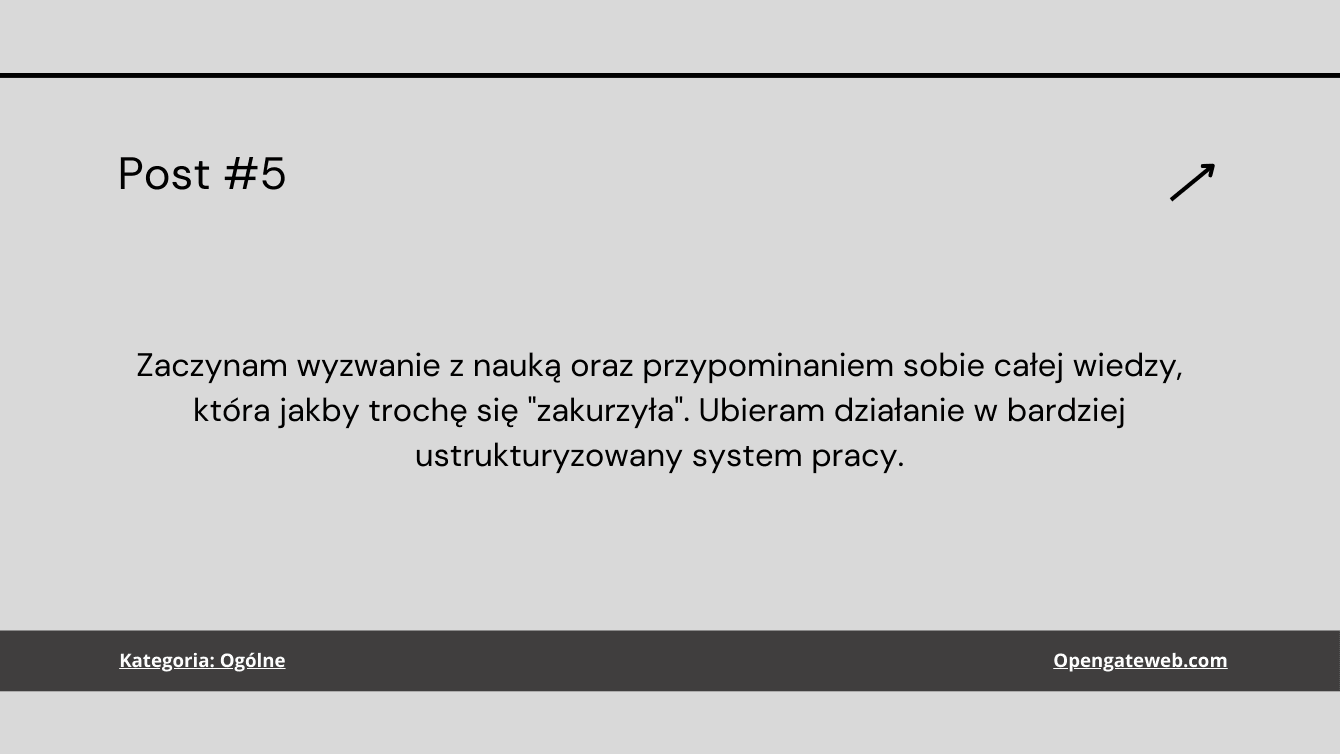 Post #5
Zaczynam wyzwanie z nauką oraz przypominaniem sobie całej wiedzy,
która jakby trochę się "zakurzyła". Ubieram działanie w bardziej
ustrukturyzowany system pracy.
Kategoria: Ogólne
Opengateweb.com